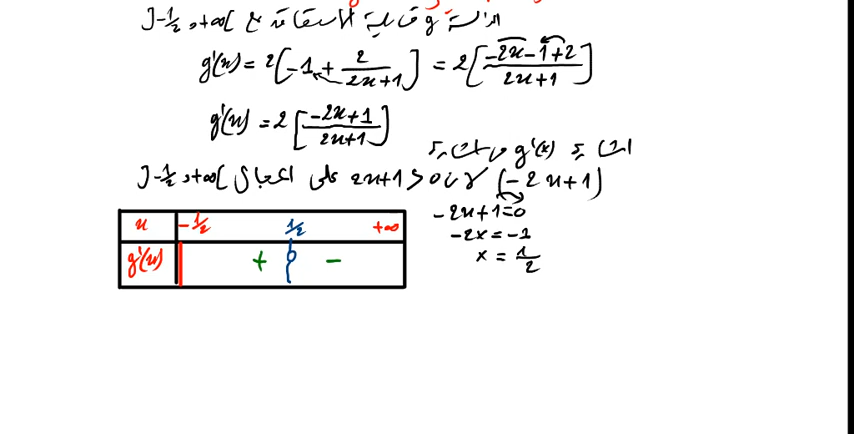 الدالة g قابلة للاشتقاق على ]-1/2, +∞[
g'(x) = 2[-1 + 2/(2x+1)] = 2[(-2x-1+2)/(2x+1)]
g'(x) = 2[(-2x+1)/(2x+1)]
g'(x) من
(-2x+1) لأن 2x+1>0 على المجال ]-1/2, +∞[
-2x+1=0
-2x=-1
x = 1/2
x -1/2 1/2 +∞
g'(x) + 0 -